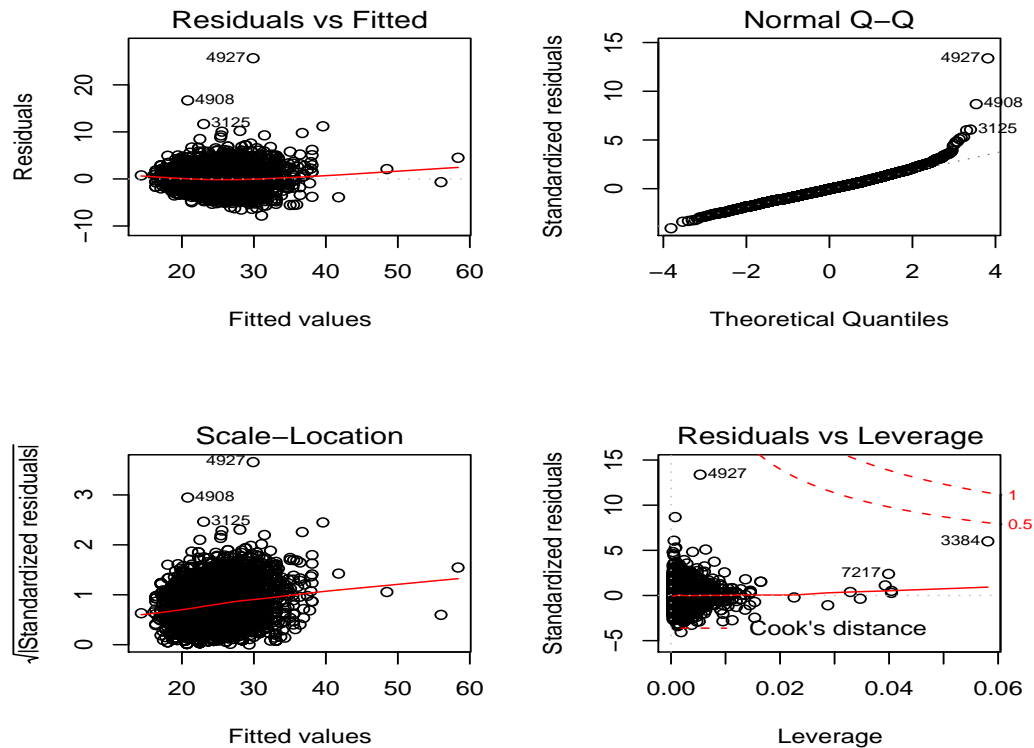 Residuals vs Fitted
Residuals
−10 0 10 20
4927
4908
3125
20 30 40 50 60
Fitted values
Normal Q−Q
Standardized residuals
0 5 10 15
4927
4908
3125
−4 −2 0 2 4
Theoretical Quantiles
Scale−Location
√|Standardized residuals|
0 1 2 3
4927
4908
3125
20 30 40 50 60
Fitted values
Residuals vs Leverage
Standardized residuals
−5 0 5 10 15
4927
1
0.5
3384
7217
Cook's distance
0.00 0.02 0.04 0.06
Leverage